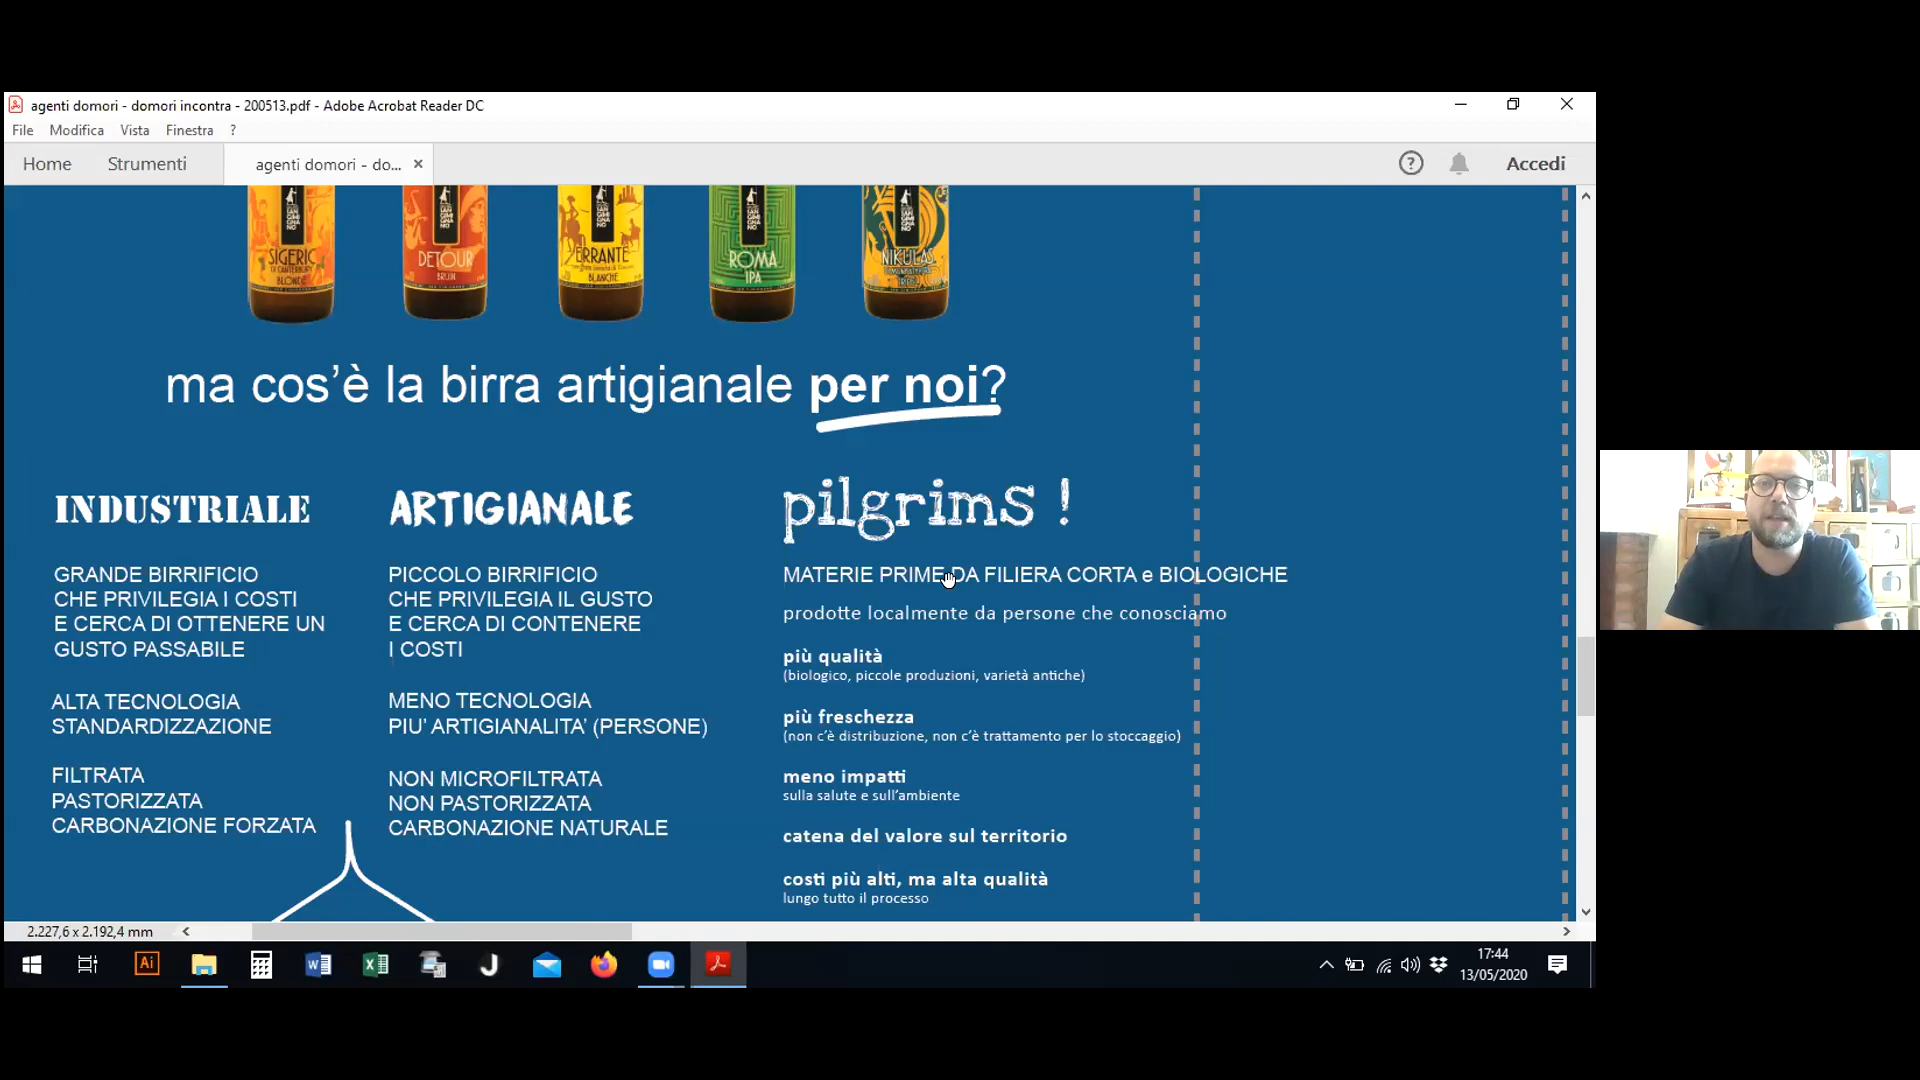 agenti domori - domori incontra - 200513.pdf - Adobe Acrobat Reader DC
File Modifica Vista Finestra ?
Home Strumenti agenti domori - do... Accedi
SAN GIMIGNANO
SIGERIC
DI CANTERBURY
BLONDE
DETOUR
BRUIN
ERRANTE
BLANCHE
ROMA
IPA
NIKULAS
ma cos'è la birra artigianale per noi?
INDUSTRIALE
GRANDE BIRRIFICIO
CHE PRIVILEGIA I COSTI
E CERCA DI OTTENERE UN
GUSTO PASSABILE
ALTA TECNOLOGIA
STANDARDIZZAZIONE
FILTRATA
PASTORIZZATA
CARBONAZIONE FORZATA
ARTIGIANALE
PICCOLO BIRRIFICIO
CHE PRIVILEGIA IL GUSTO
E CERCA DI CONTENERE
I COSTI
MENO TECNOLOGIA
PIU' ARTIGIANALITA' (PERSONE)
NON MICROFILTRATA
NON PASTORIZZATA
CARBONAZIONE NATURALE
pilgrims !
MATERIE PRIME DA FILIERA CORTA e BIOLOGICHE
prodotte localmente da persone che conosciamo
più qualità
(biologico, piccole produzioni, varietà antiche)
più freschezza
(non c'è distribuzione, non c'è trattamento per lo stoccaggio)
meno impatti
sulla salute e sull'ambiente
catena del valore sul territorio
costi più alti, ma alta qualità
lungo tutto il processo
2.227,6 x 2.192,4 mm
17:44
13/05/2020